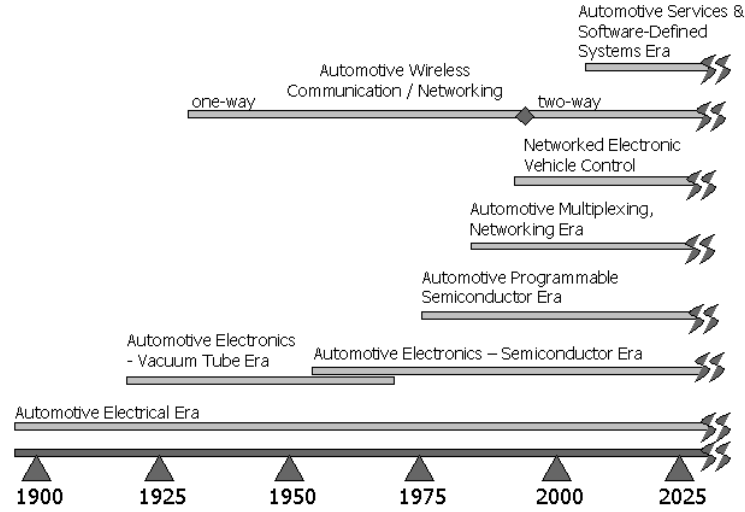 Automotive Services &
Software-Defined
Systems Era
Automotive Wireless
Communication / Networking
one-way
two-way
Networked Electronic
Vehicle Control
Automotive Multiplexing,
Networking Era
Automotive Programmable
Semiconductor Era
Automotive Electronics
- Vacuum Tube Era
Automotive Electronics – Semiconductor Era
Automotive Electrical Era
1900 1925 1950 1975 2000 2025